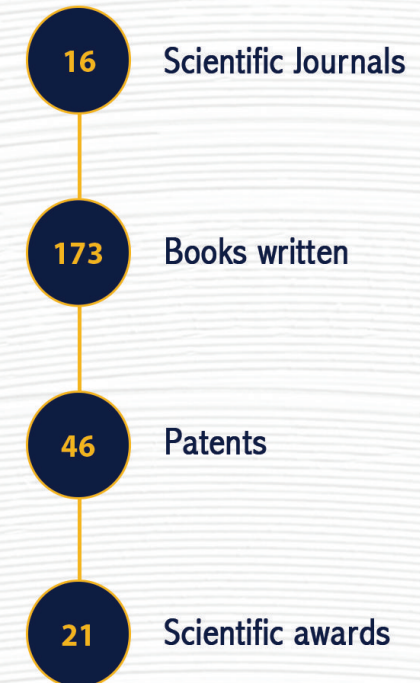 16 Scientific Journals
173 Books written
46 Patents
21 Scientific awards